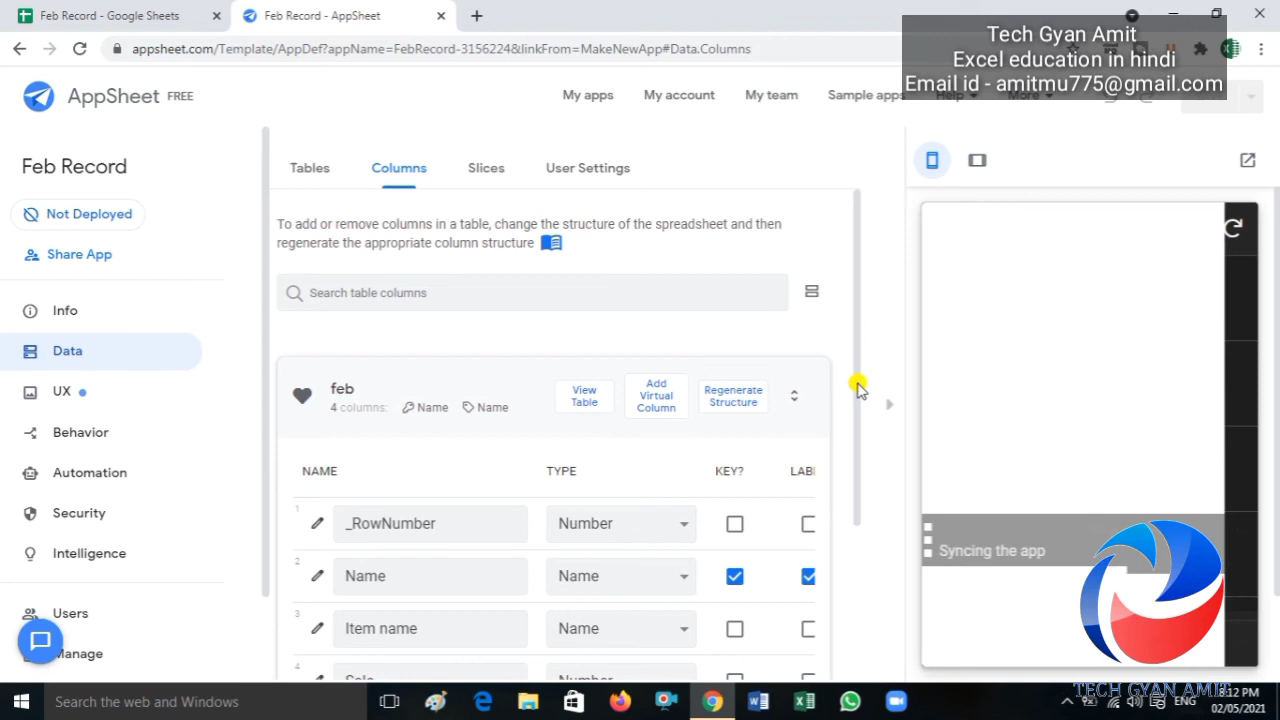 Feb Record - Google Sheets
Feb Record - AppSheet
appsheet.com/Template/AppDef?appName=FebRecord-3156224&linkFrom=MakeNewApp#Data.Columns
Tech Gyan Amit
Excel education in hindi
Email id - amitmu775@gmail.com
AppSheet FREE
My apps
My account
My team
Sample apps
Help
More
Feb Record
Not Deployed
Share App
Info
Data
UX
Behavior
Automation
Security
Intelligence
Users
Manage
Tables
Columns
Slices
User Settings
To add or remove columns in a table, change the structure of the spreadsheet and then
regenerate the appropriate column structure
Search table columns
feb
4 columns: Name Name
View
Table
Add
Virtual
Column
Regenerate
Structure
NAME TYPE KEY?
1
_RowNumber Number
2
Name Name
3
Item name Name
4
Syncing the app
TECH GYAN AMIT
Search the web and Windows
ENG
02/05/2021